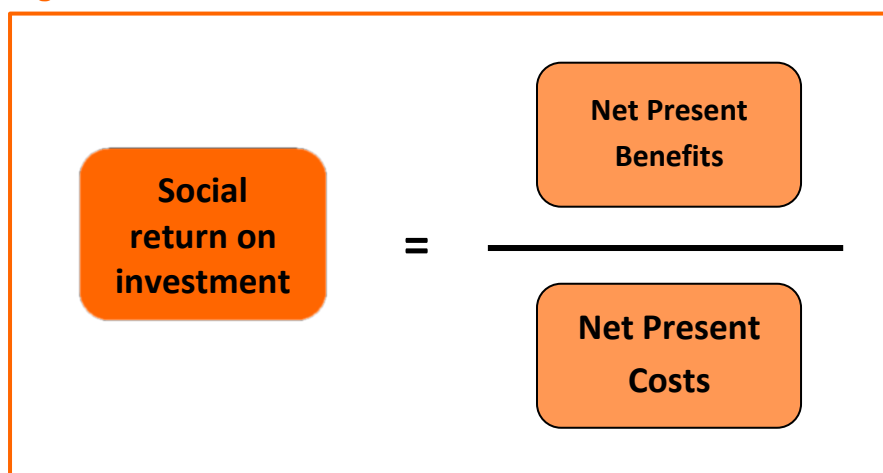 Social
return on
investment
=
Net Present
Benefits
Net Present
Costs